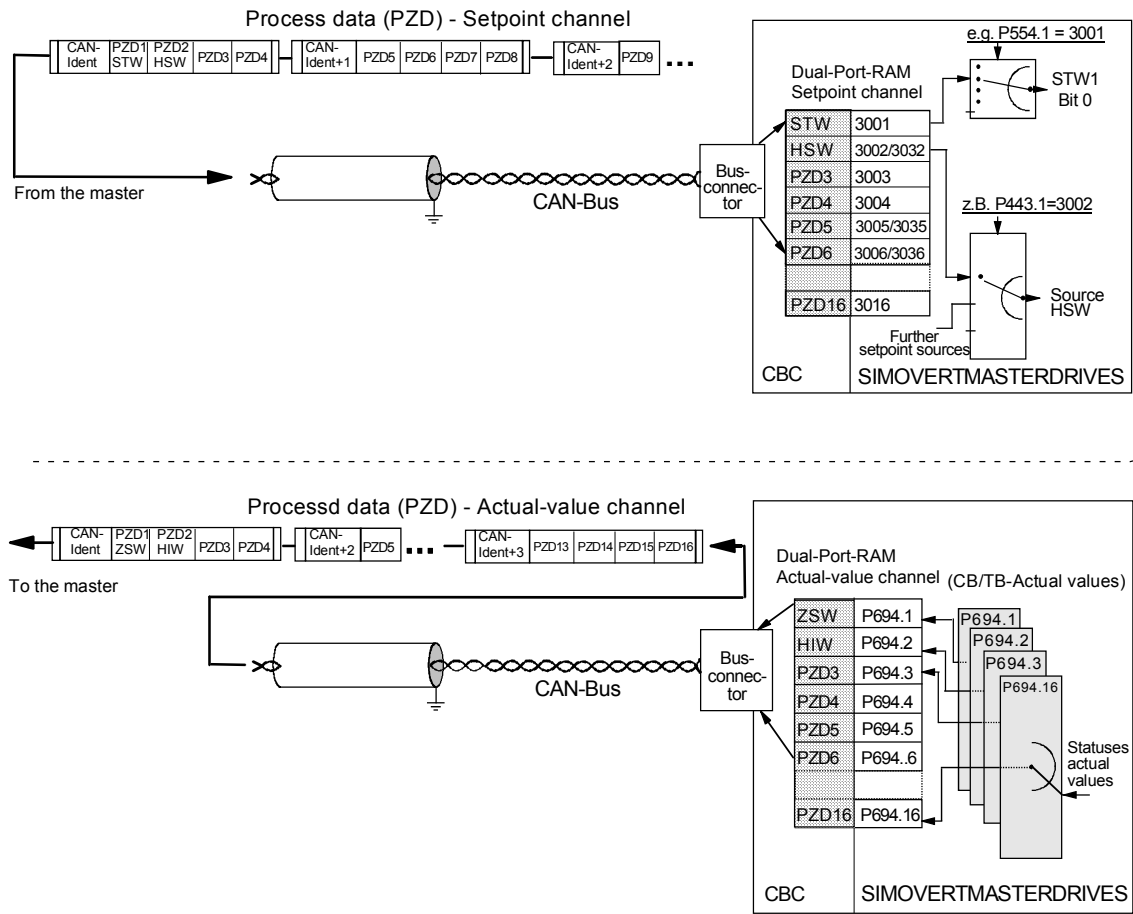 Process data (PZD) - Setpoint channel
CAN-
Ident
PZD1
STW
PZD2
HSW
PZD3
PZD4
CAN-
Ident+1
PZD5
PZD6
PZD7
PZD8
CAN-
Ident+2
PZD9
...
From the master
CAN-Bus
Bus-
connec-
tor
Dual-Port-RAM
Setpoint channel
STW 3001
HSW 3002/3032
PZD3 3003
PZD4 3004
PZD5 3005/3035
PZD6 3006/3036
PZD16 3016
e.g. P554.1 = 3001
STW1
Bit 0
z.B. P443.1=3002
Source
HSW
Further
setpoint sources
CBC
SIMOVERTMASTERDRIVES
Processd data (PZD) - Actual-value channel
CAN-
Ident
PZD1
ZSW
PZD2
HIW
PZD3
PZD4
CAN-
Ident+2
PZD5
...
CAN-
Ident+3
PZD13
PZD14
PZD15
PZD16
To the master
CAN-Bus
Bus-
connec-
tor
Dual-Port-RAM
Actual-value channel
(CB/TB-Actual values)
ZSW P694.1
HIW P694.2
PZD3 P694.3
PZD4 P694.4
PZD5 P694.5
PZD6 P694..6
PZD16 P694.16
P694.1
P694.2
P694.3
P694.16
Statuses
actual
values
CBC
SIMOVERTMASTERDRIVES